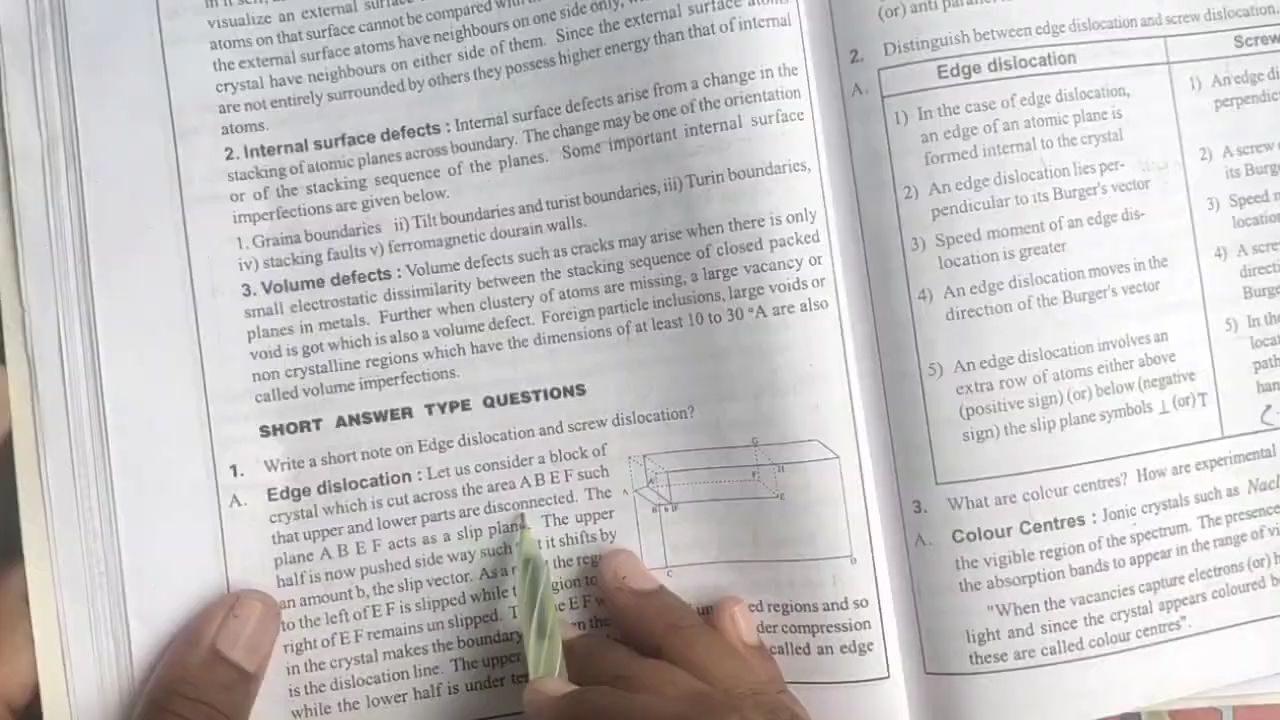 visualize an external surface
atoms on that surface cannot be compared with
the external surface atoms have neighbours on one side only,
crystal have neighbours on either side of them. Since the external surface atoms
are not entirely surrounded by others they possess higher energy than that of internal
atoms.
2. Internal surface defects : Internal surface defects arise from a change in the
stacking of atomic planes across boundary. The change may be one of the orientation
or of the stacking sequence of the planes. Some important internal surface
imperfections are given below.
1. Graina boundaries ii) Tilt boundaries and turist boundaries, iii) Turin boundaries,
iv) stacking faults v) ferromagnetic dourain walls.
3. Volume defects : Volume defects such as cracks may arise when there is only
small electrostatic dissimilarity between the stacking sequence of closed packed
planes in metals. Further when clustery of atoms are missing, a large vacancy or
void is got which is also a volume defect. Foreign particle inclusions, large voids or
non crystalline regions which have the dimensions of at least 10 to 30 °A are also
called volume imperfections.
SHORT ANSWER TYPE QUESTIONS
1. Write a short note on Edge dislocation and screw dislocation?
A. Edge dislocation : Let us consider a block of
crystal which is cut across the area A B E F such
that upper and lower parts are disconnected. The
plane A B E F acts as a slip plane. The upper
half is now pushed side way such it shifts by
an amount b, the slip vector. As a the
to the left of E F is slipped while
right of E F remains un slipped. E F
in the crystal makes the boundary ed regions and so
is the dislocation line. The upper der compression
while the lower half is under called an edge
G
A
F
H
E
B
C
D
(or) anti
2. Distinguish between edge dislocation and screw dislocation.
A.
Edge dislocation
Screw
1) In the case of edge dislocation,
an edge of an atomic plane is
formed internal to the crystal
2) An edge dislocation lies per-
pendicular to its Burger's vector
3) Speed moment of an edge dis-
location is greater
4) An edge dislocation moves in the
direction of the Burger's vector
5) An edge dislocation involves an
extra row of atoms either above
(positive sign) (or) below (negative
sign) the slip plane symbols ⊥ (or) T
1) An edge
2) A screw
its Burg
3) Speed
location
4) A scre
direct
Burge
5) In the
loca
path
han
3. What are colour centres? How are experimental
A. Colour Centres : Jonic crystals such as Nacl
the vigible region of the spectrum. The presence
the absorption bands to appear in the range of
"When the vacancies capture electrons (or)
light and since the crystal appears coloured
these are called colour centres".